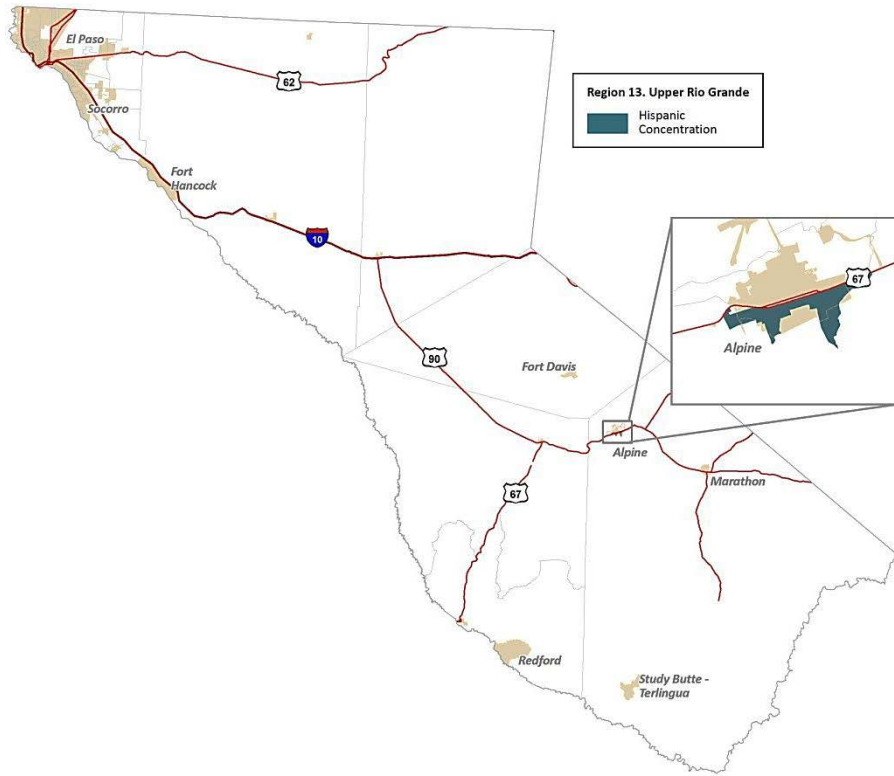 El Paso
62
Socorro
Region 13. Upper Rio Grande
Hispanic
Concentration
Fort
Hancock
10
67
Alpine
90
Fort Davis
Alpine
Marathon
67
Redford
Study Butte -
Terlingua